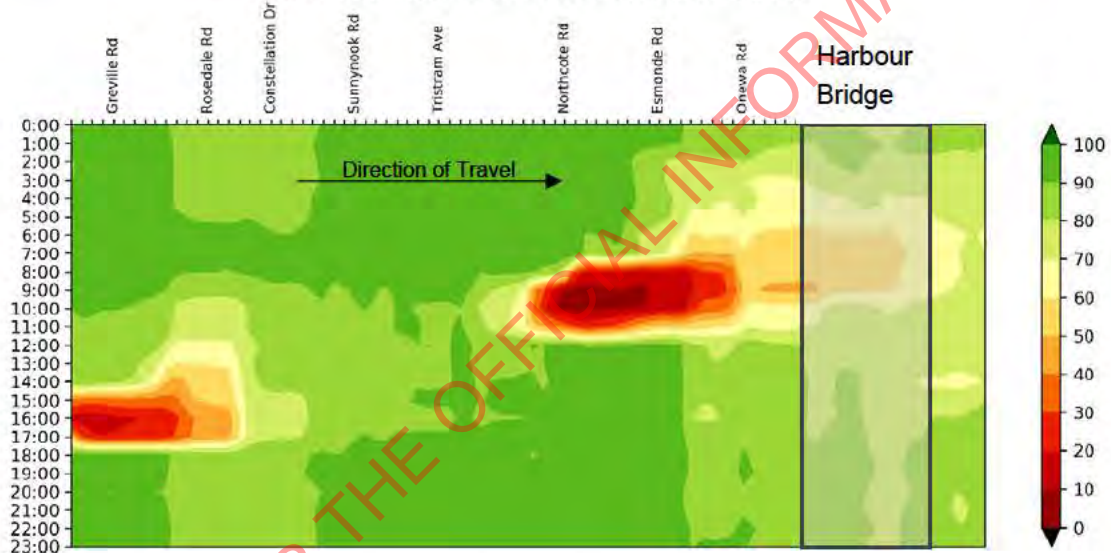 Greville Rd
Rosedale Rd
Constellation Dr
Sunnynook Rd
Tristram Ave
Northcote Rd
Esmonde Rd
Onewa Rd
Harbour
Bridge
Direction of Travel
0:00
1:00
2:00
3:00
4:00
5:00
6:00
7:00
8:00
9:00
10:00
11:00
12:00
13:00
14:00
15:00
16:00
17:00
18:00
19:00
20:00
21:00
22:00
23:00
100
90
80
70
60
50
40
30
20
10
0
THE OFFICIAL INFORMA